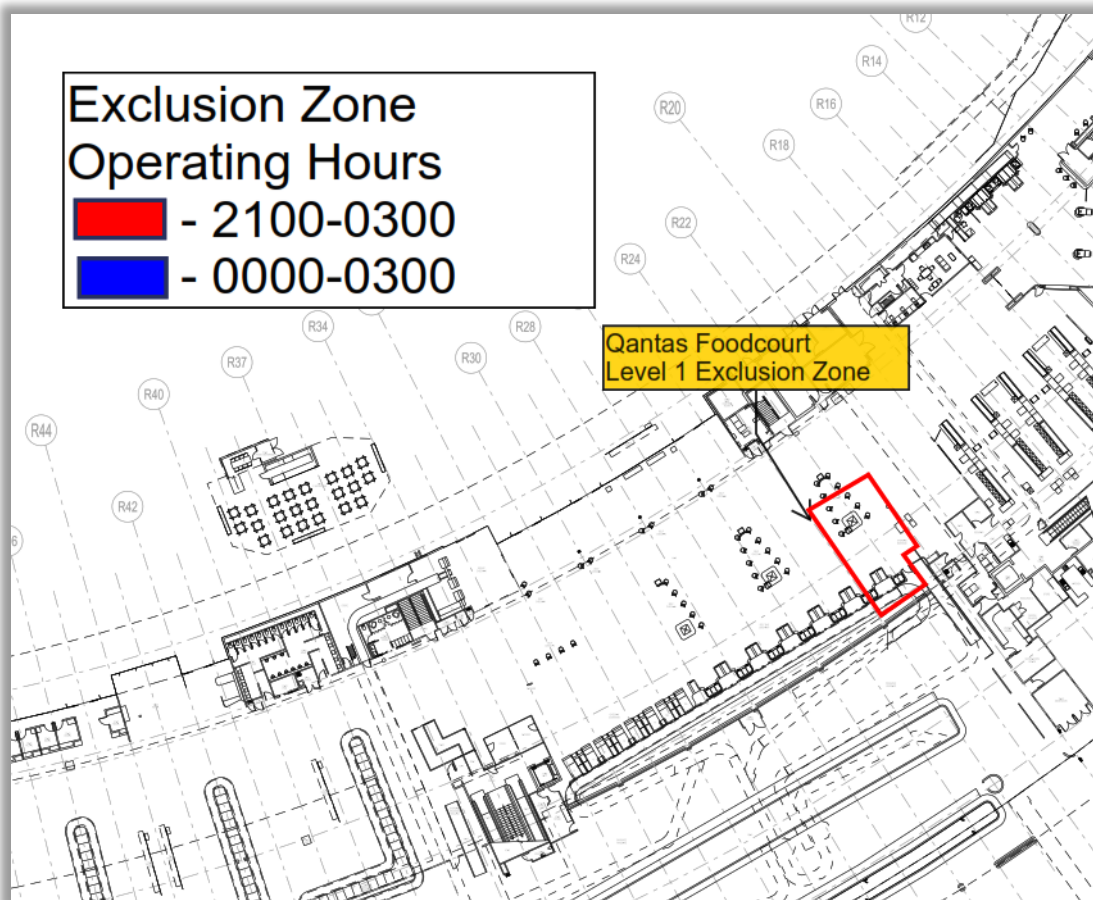 R12
R14
R16
R20
R18
Exclusion Zone
Operating Hours
- 2100-0300
- 0000-0300
R22
R24
R28
R34
R30
R37
R40
R44
R42
Qantas Foodcourt
Level 1 Exclusion Zone